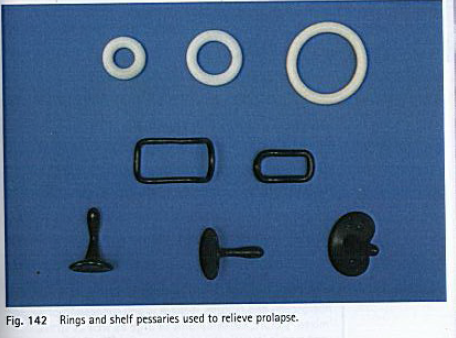 Fig. 142 Rings and shelf pessaries used to relieve prolapse.